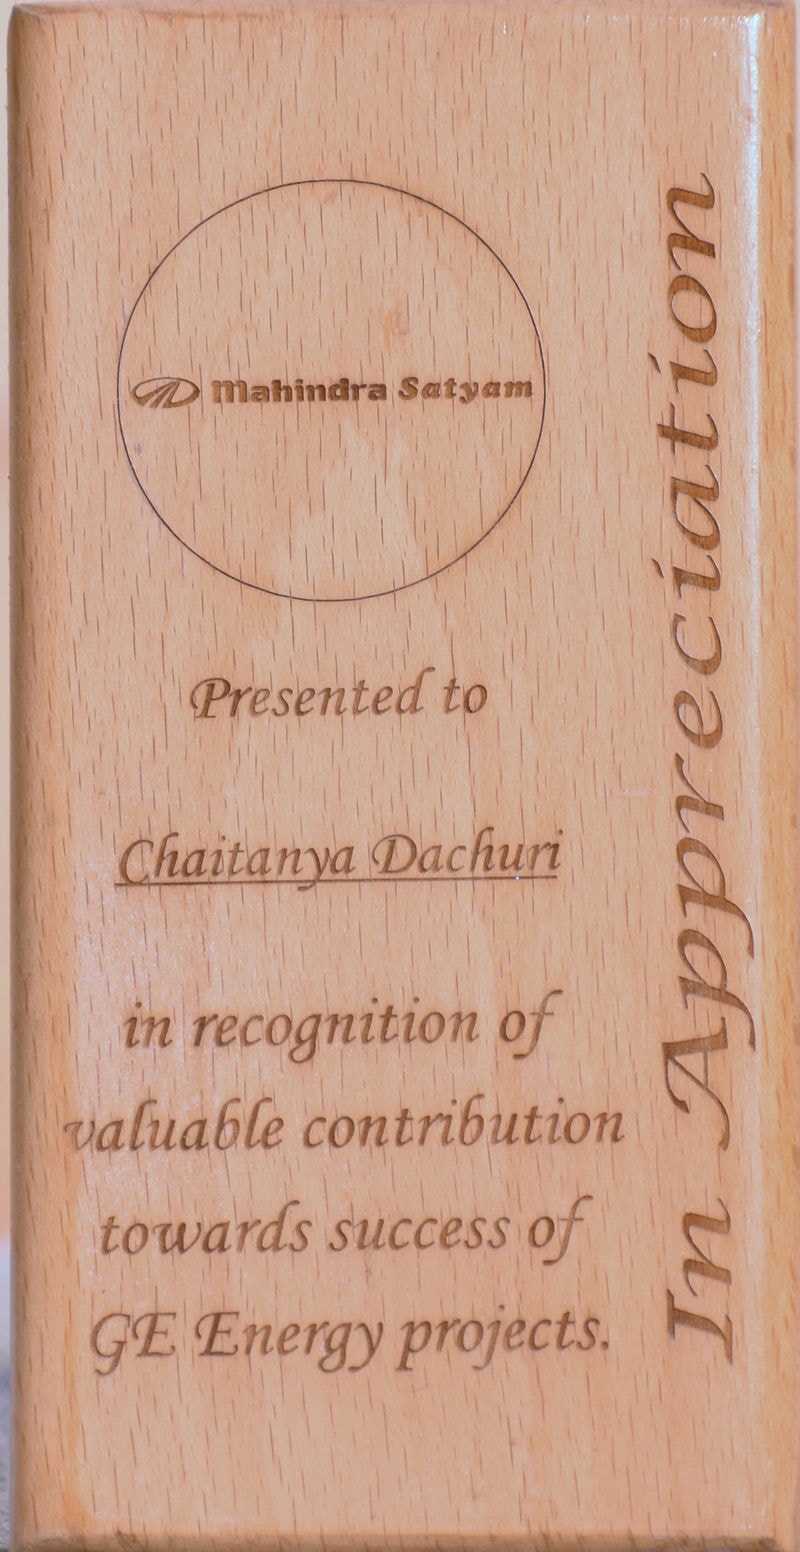 Mahindra Satyam
Presented to
Chaitanya Dachuri
in recognition of
valuable contribution
towards success of
GE Energy projects.
In Appreciation